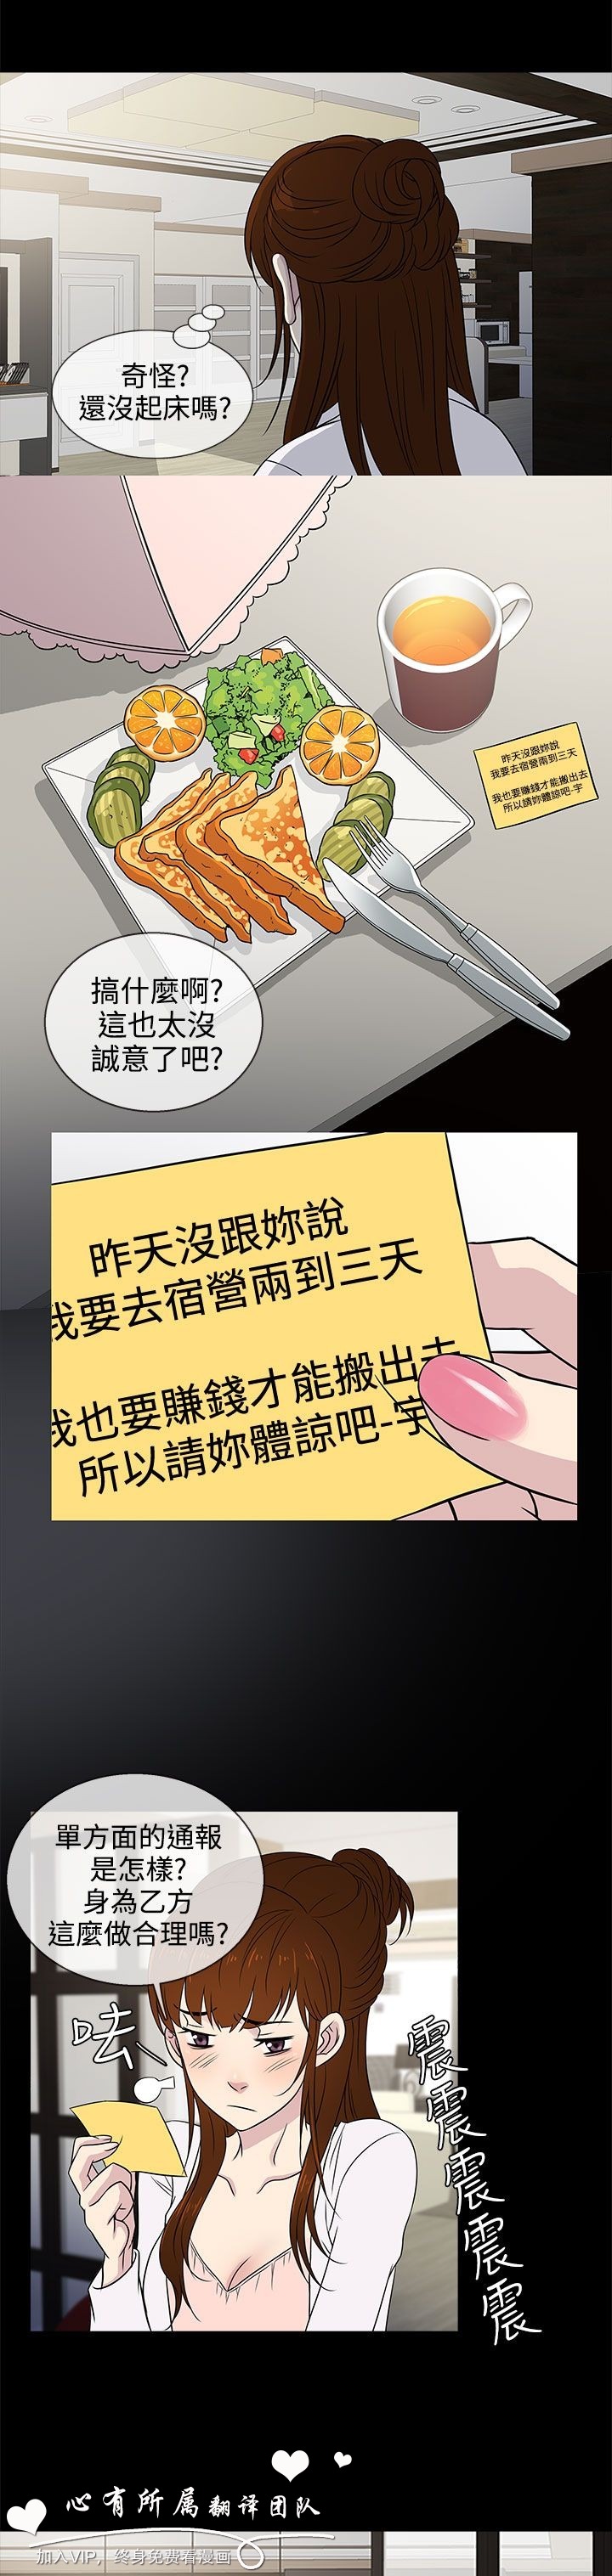 奇怪?
還沒起床嗎?
昨天沒跟妳說
我要去宿營兩到三天
我也要賺錢才能搬出去
所以請妳體諒吧-宇
搞什麼啊?
這也太沒
誠意了吧?
昨天沒跟妳說
我要去宿營兩到三天
我也要賺錢才能搬出去
所以請妳體諒吧-宇
單方面的通報
是怎樣?
身為乙方
這麼做合理嗎?
呿
震
震
震
震
震
心有所属翻译团队
加入VIP，终身免费看漫画